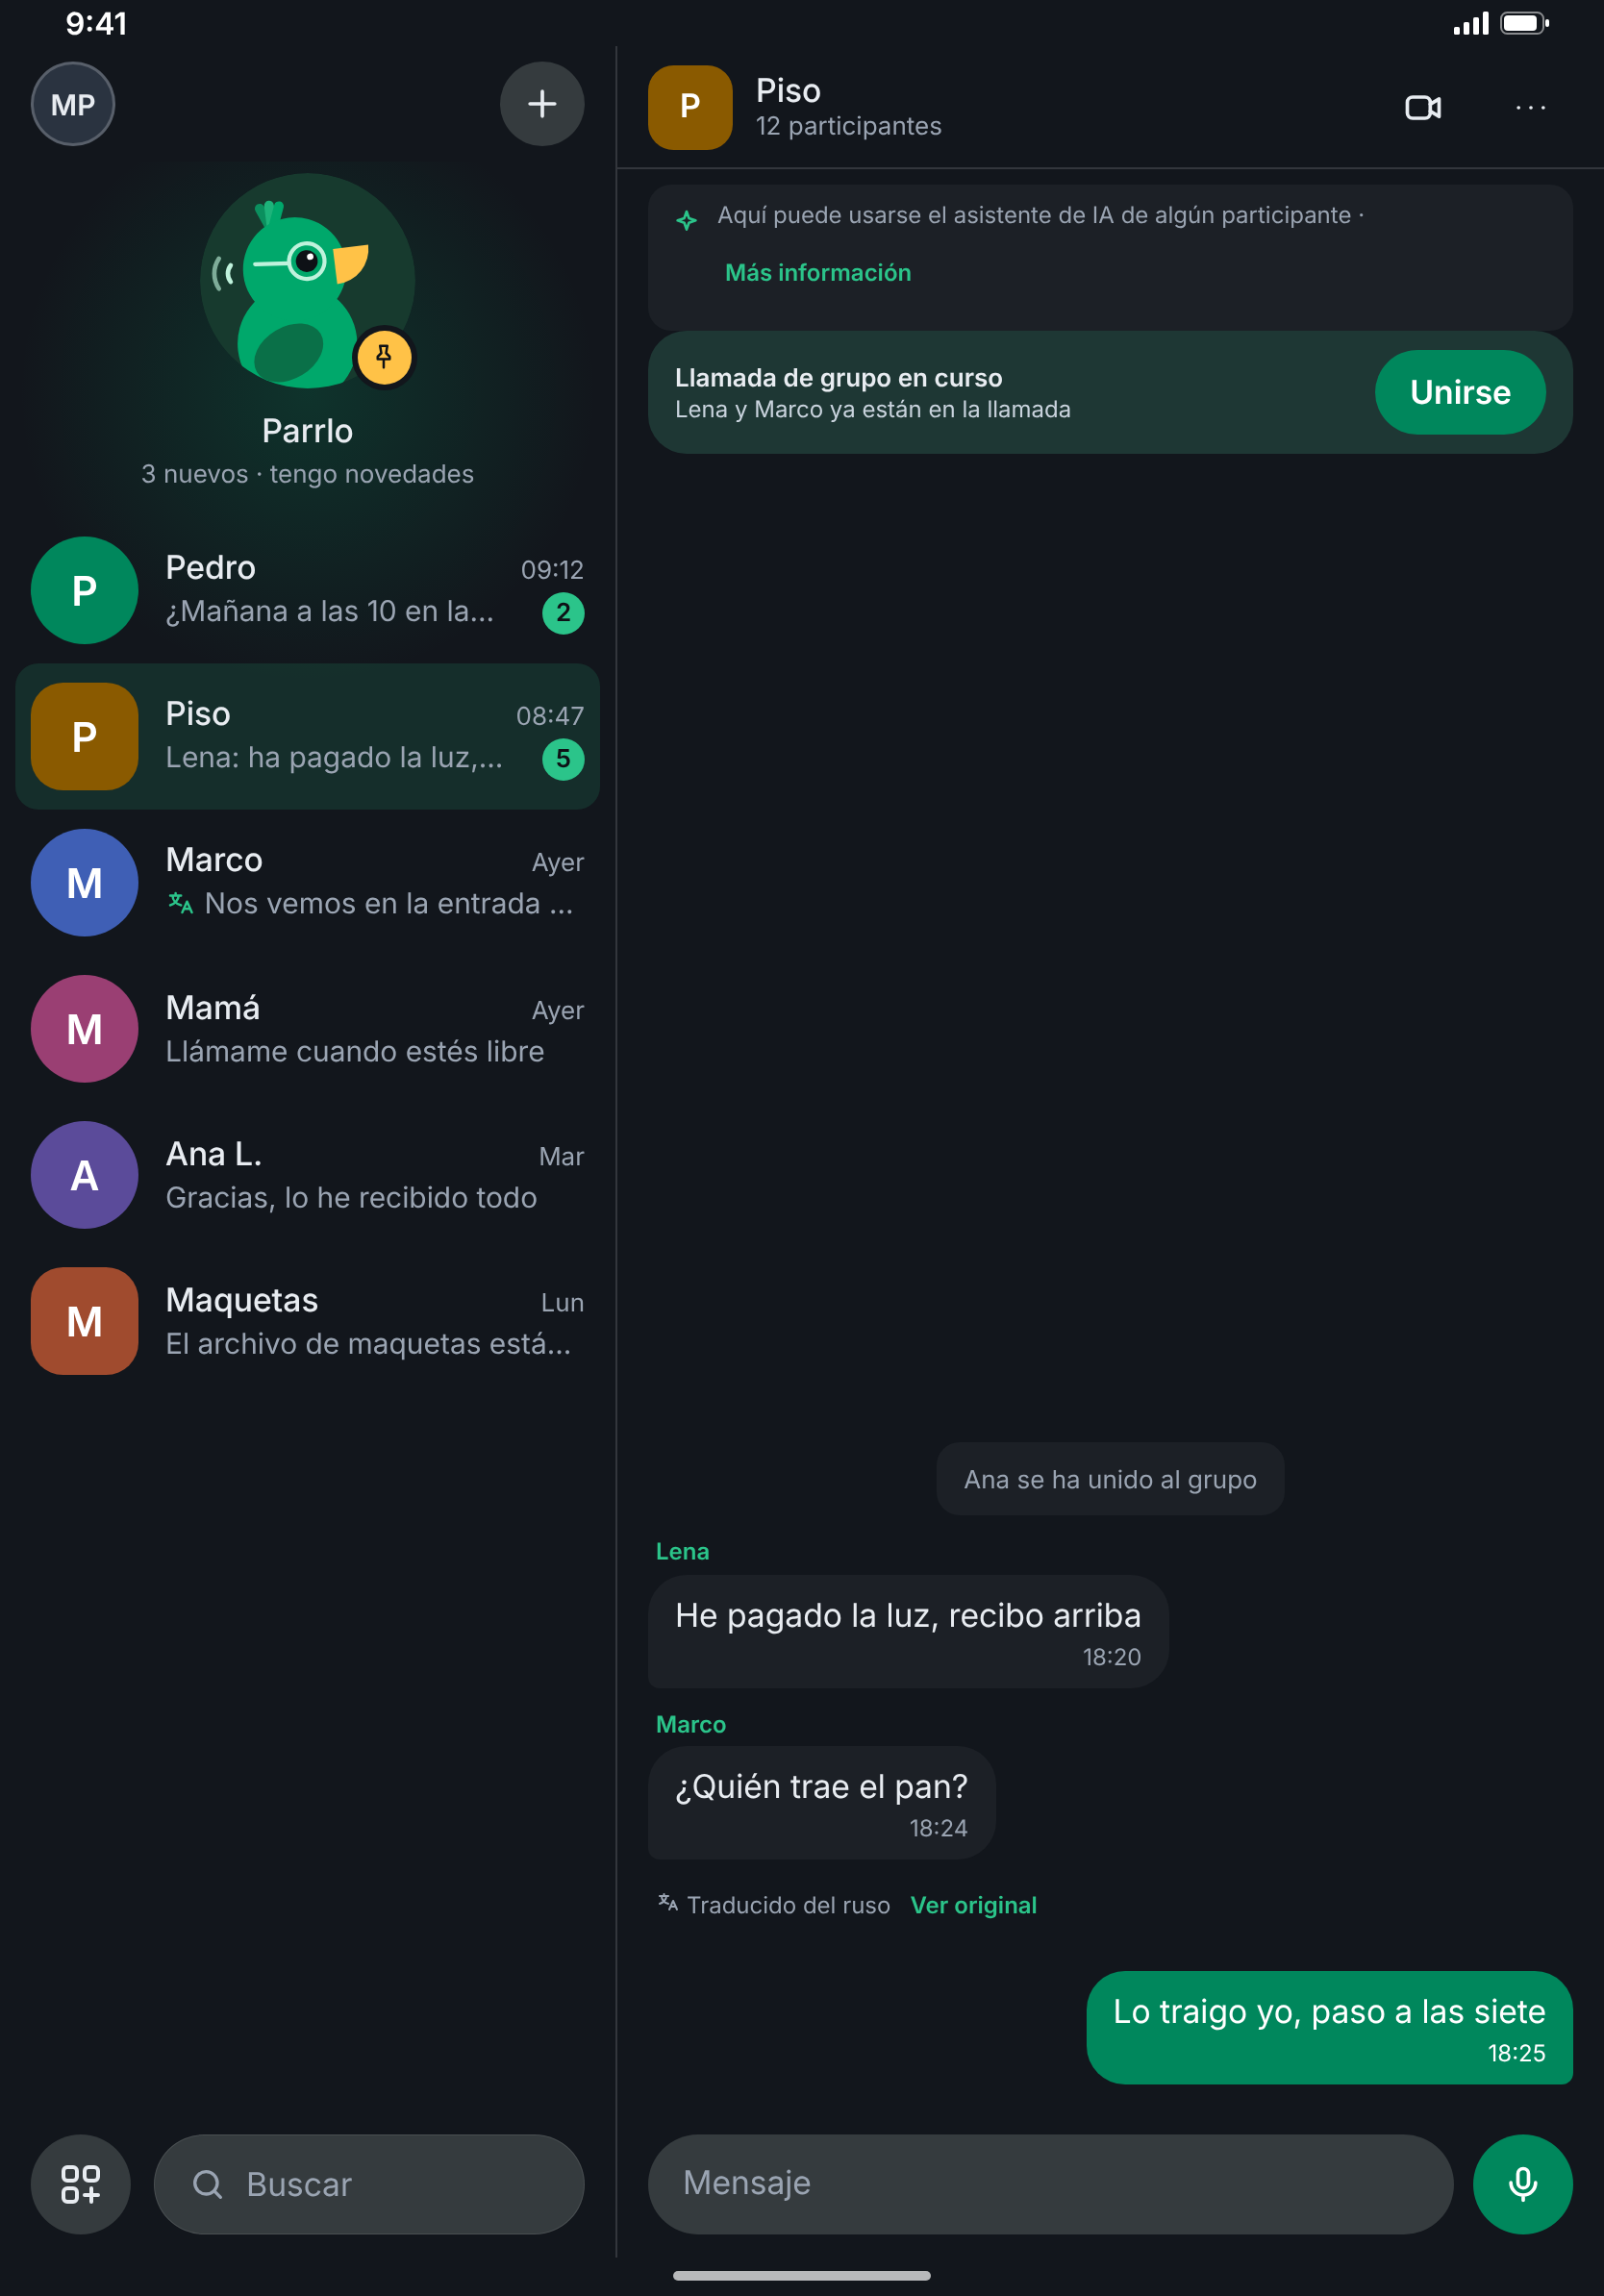 9:41
MP
Parrlo
3 nuevos · tengo novedades
P
Pedro
09:12
¿Mañana a las 10 en la...
2
P
Piso
08:47
Lena: ha pagado la luz,...
5
M
Marco
Ayer
Nos vemos en la entrada ...
M
Mamá
Ayer
Llámame cuando estés libre
A
Ana L.
Mar
Gracias, lo he recibido todo
M
Maquetas
Lun
El archivo de maquetas está...
Buscar
P
Piso
12 participantes
Aquí puede usarse el asistente de IA de algún participante ·
Más información
Llamada de grupo en curso
Lena y Marco ya están en la llamada
Unirse
Ana se ha unido al grupo
Lena
He pagado la luz, recibo arriba
18:20
Marco
¿Quién trae el pan?
18:24
Traducido del ruso Ver original
Lo traigo yo, paso a las siete
18:25
Mensaje